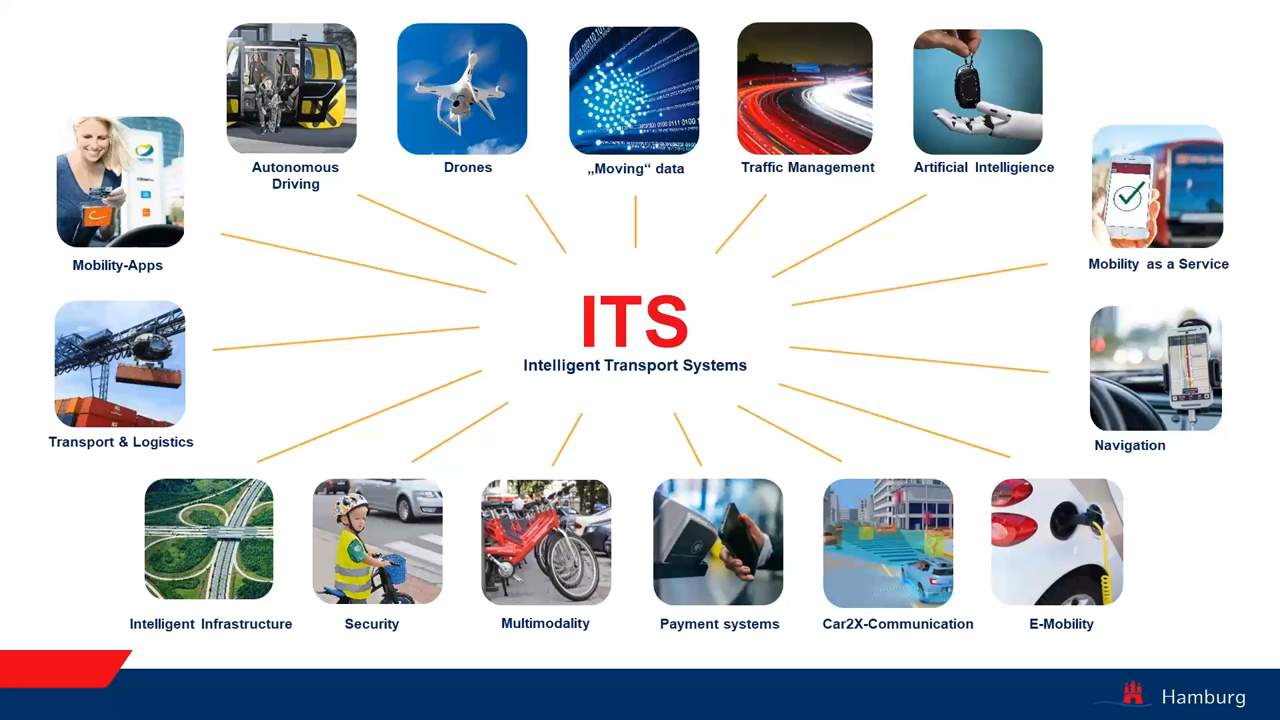 Autonomous
Driving
Drones
„Moving“ data
Traffic Management
Artificial Intelligience
Mobility-Apps
Mobility as a Service
ITS
Intelligent Transport Systems
Transport & Logistics
Navigation
Intelligent Infrastructure
Security
Multimodality
Payment systems
Car2X-Communication
E-Mobility
Hamburg